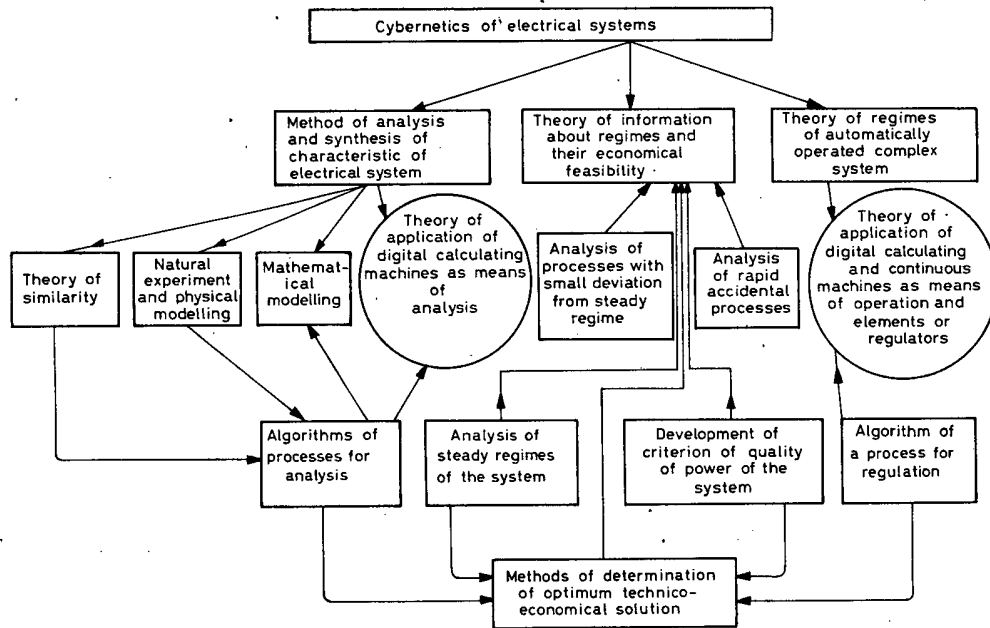 Cybernetics of electrical systems
Method of analysis
and synthesis of
characteristic of
electrical system
Theory of information
about regimes and
their economical
feasibility
Theory of regimes
of automatically
operated complex
system
Theory of
similarity
Natural
experiment
and physical
modelling
Mathemat-
ical
modelling
Theory of
application of
digital calculating
machines as means
of
analysis
Analysis of
processes with
small deviation
from steady
regime
Analysis
of rapid
accidental
processes
Theory of
application of
digital calculating
and continuous
machines as means
of operation and
elements or
regulators
Algorithms of
processes for
analysis
Analysis of
steady regimes
of the system
Development of
criterion of quality
of power of the
system
Algorithm of
a process for
regulation
Methods of determination
of optimum technico-
economical solution